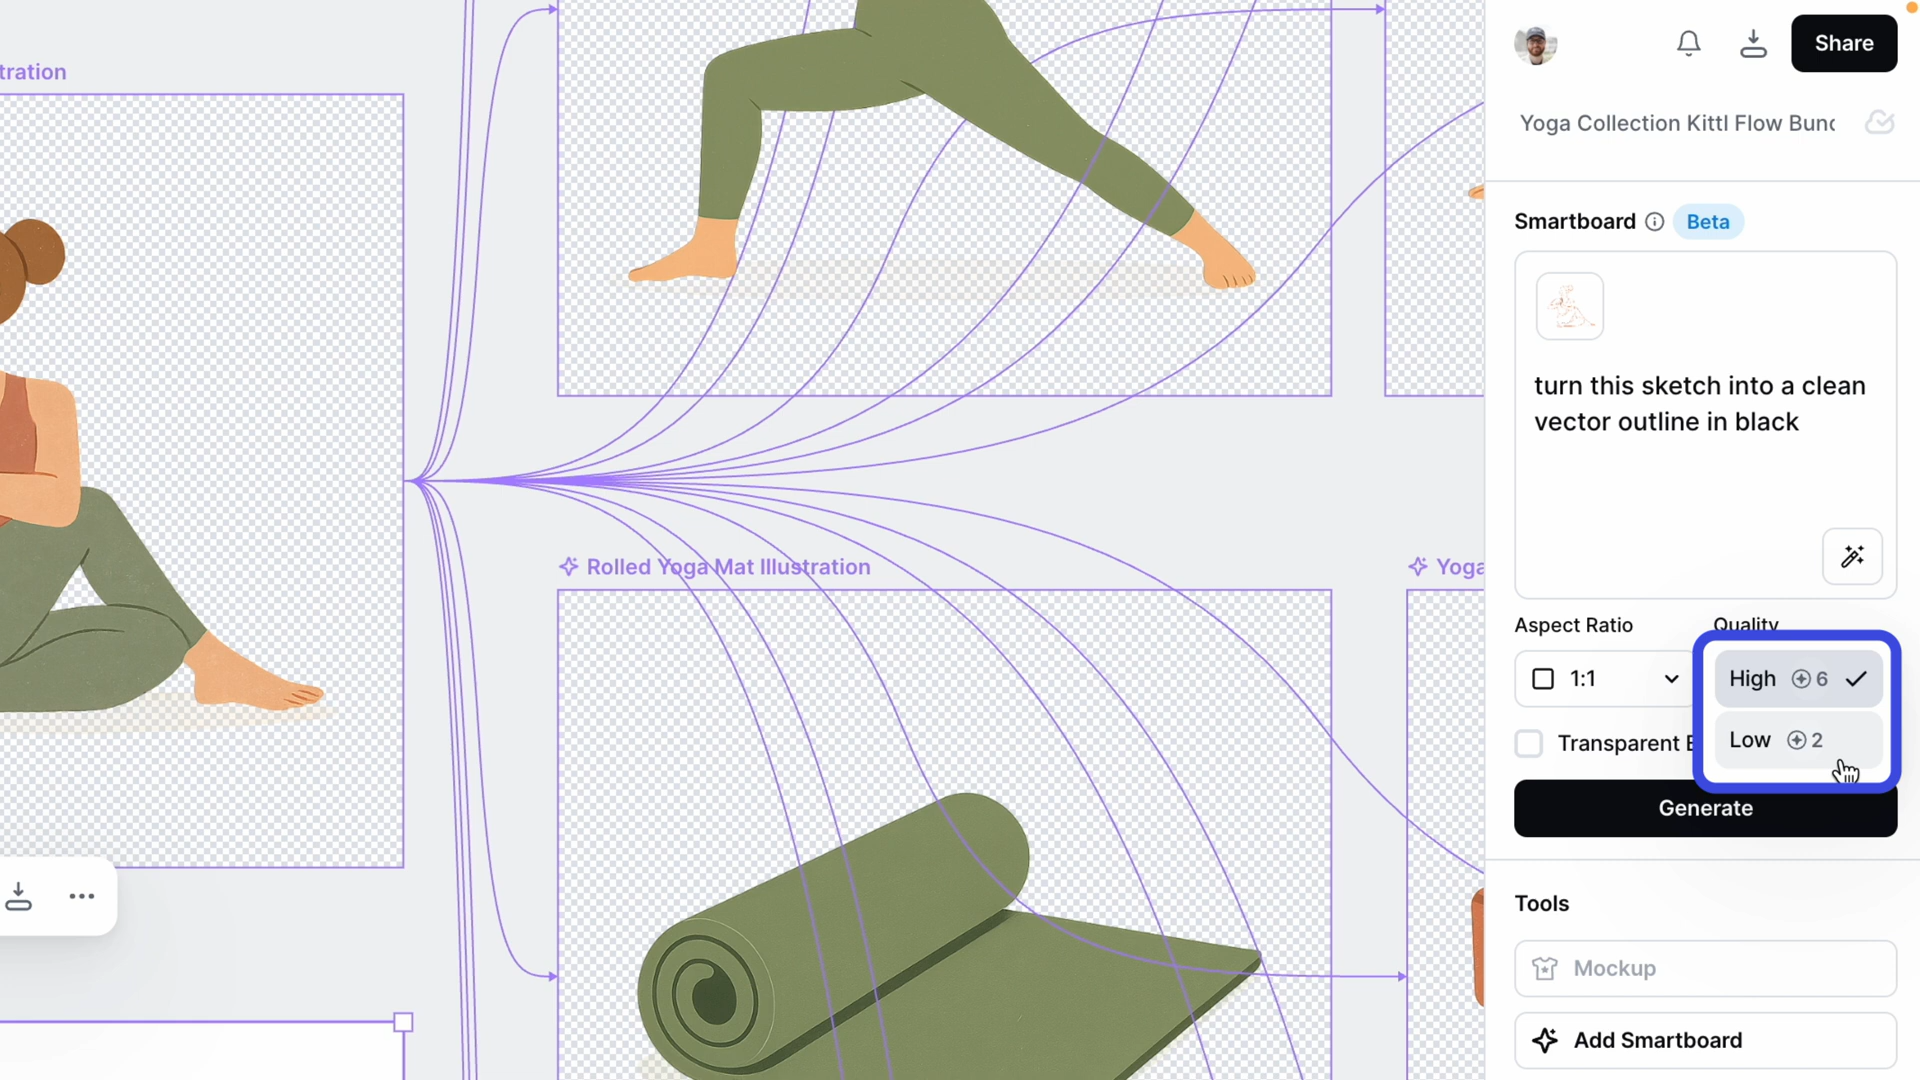 tration
Rolled Yoga Mat Illustration
Yoga
Share
Yoga Collection Kittl Flow Bund
Smartboard
Beta
turn this sketch into a clean
vector outline in black
Aspect Ratio
Quality
1:1
High 6
Low 2
Transparent B
Generate
Tools
Mockup
Add Smartboard